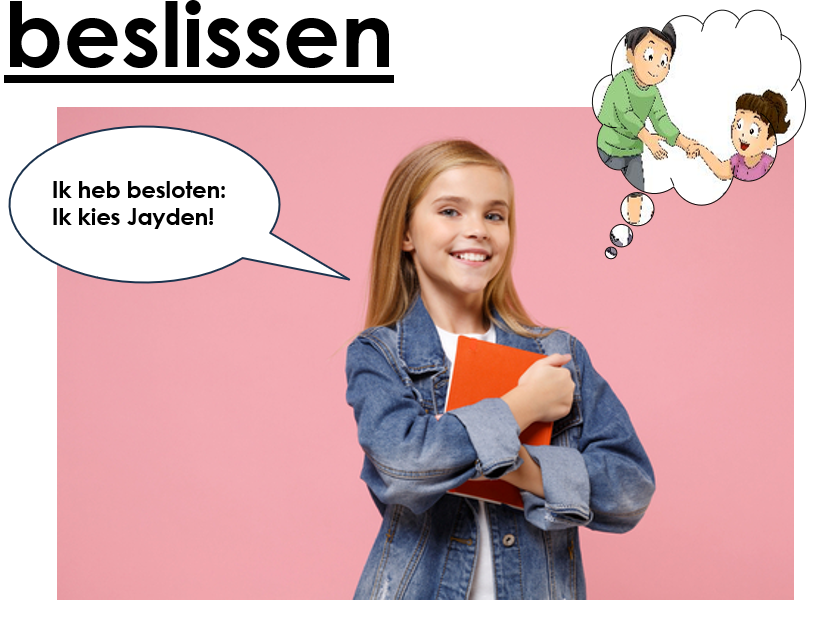 beslissen
Ik heb besloten:
Ik kies Jayden!